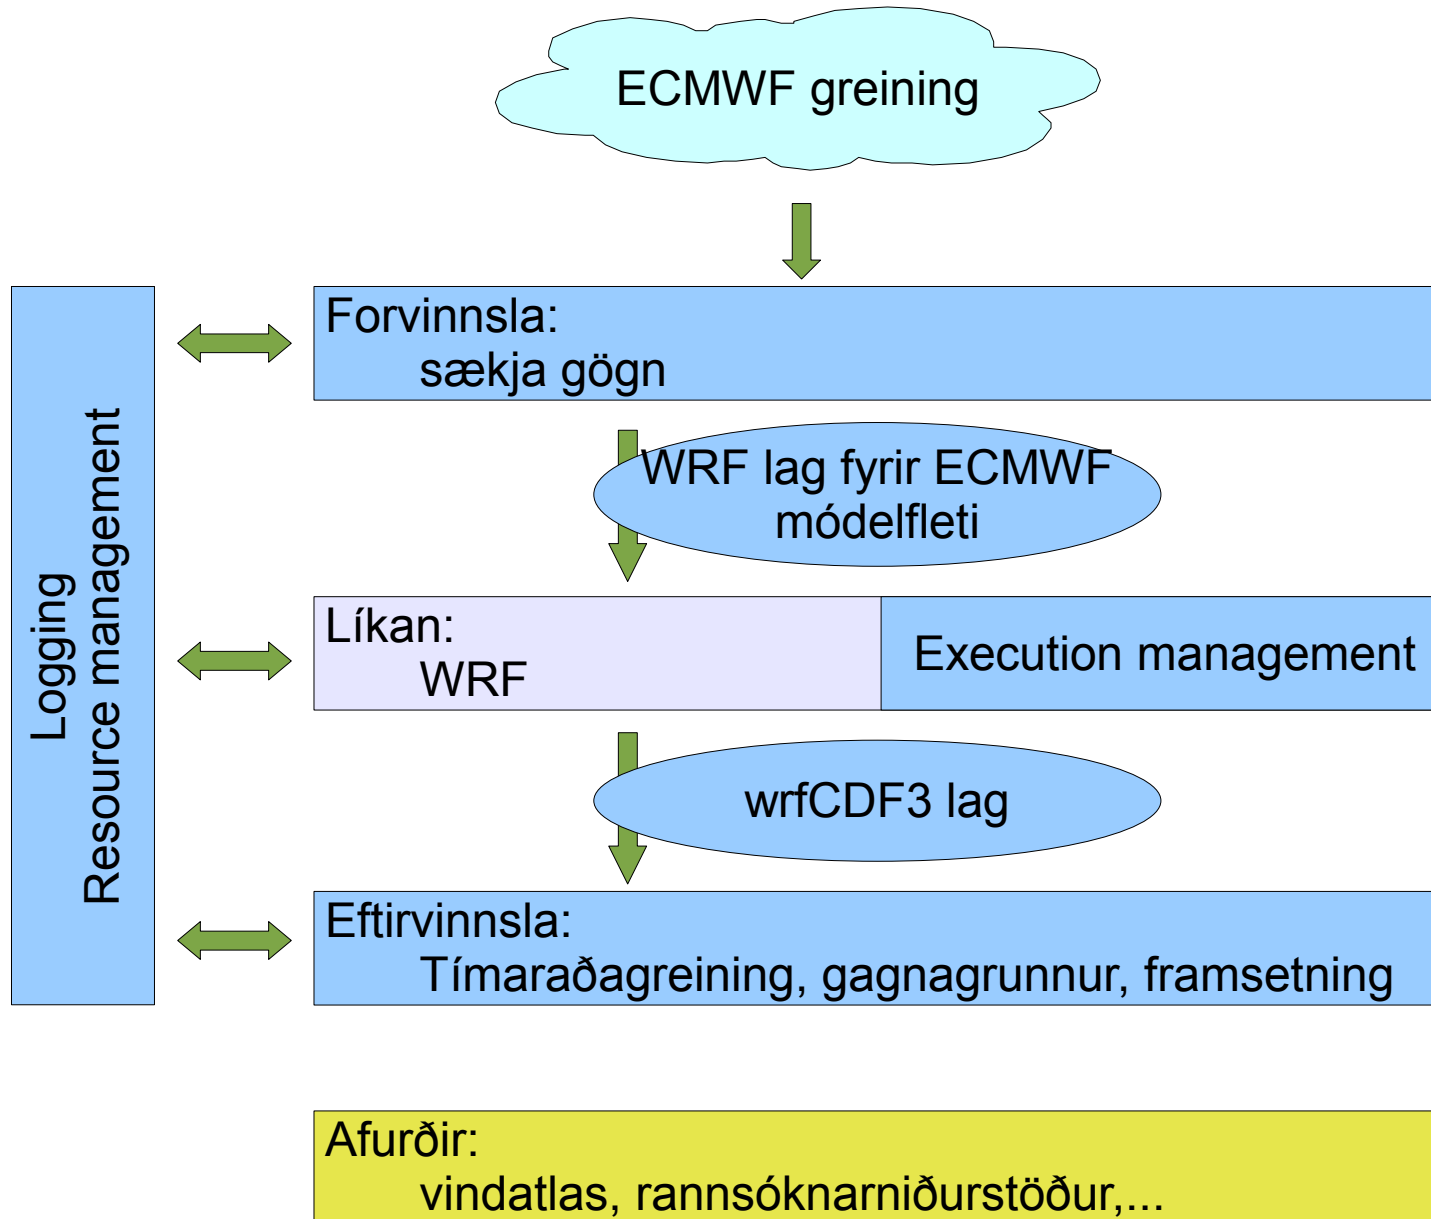 ECMWF greining
Logging
Resource management
Forvinnsla:
sækja gögn
WRF lag fyrir ECMWF
módelfleti
Líkan:
WRF
Execution management
wrfCDF3 lag
Eftirvinnsla:
Tímaraðagreining, gagnagrunnur, framsetning
Afurðir:
vindatlas, rannsóknarniðurstöður,...